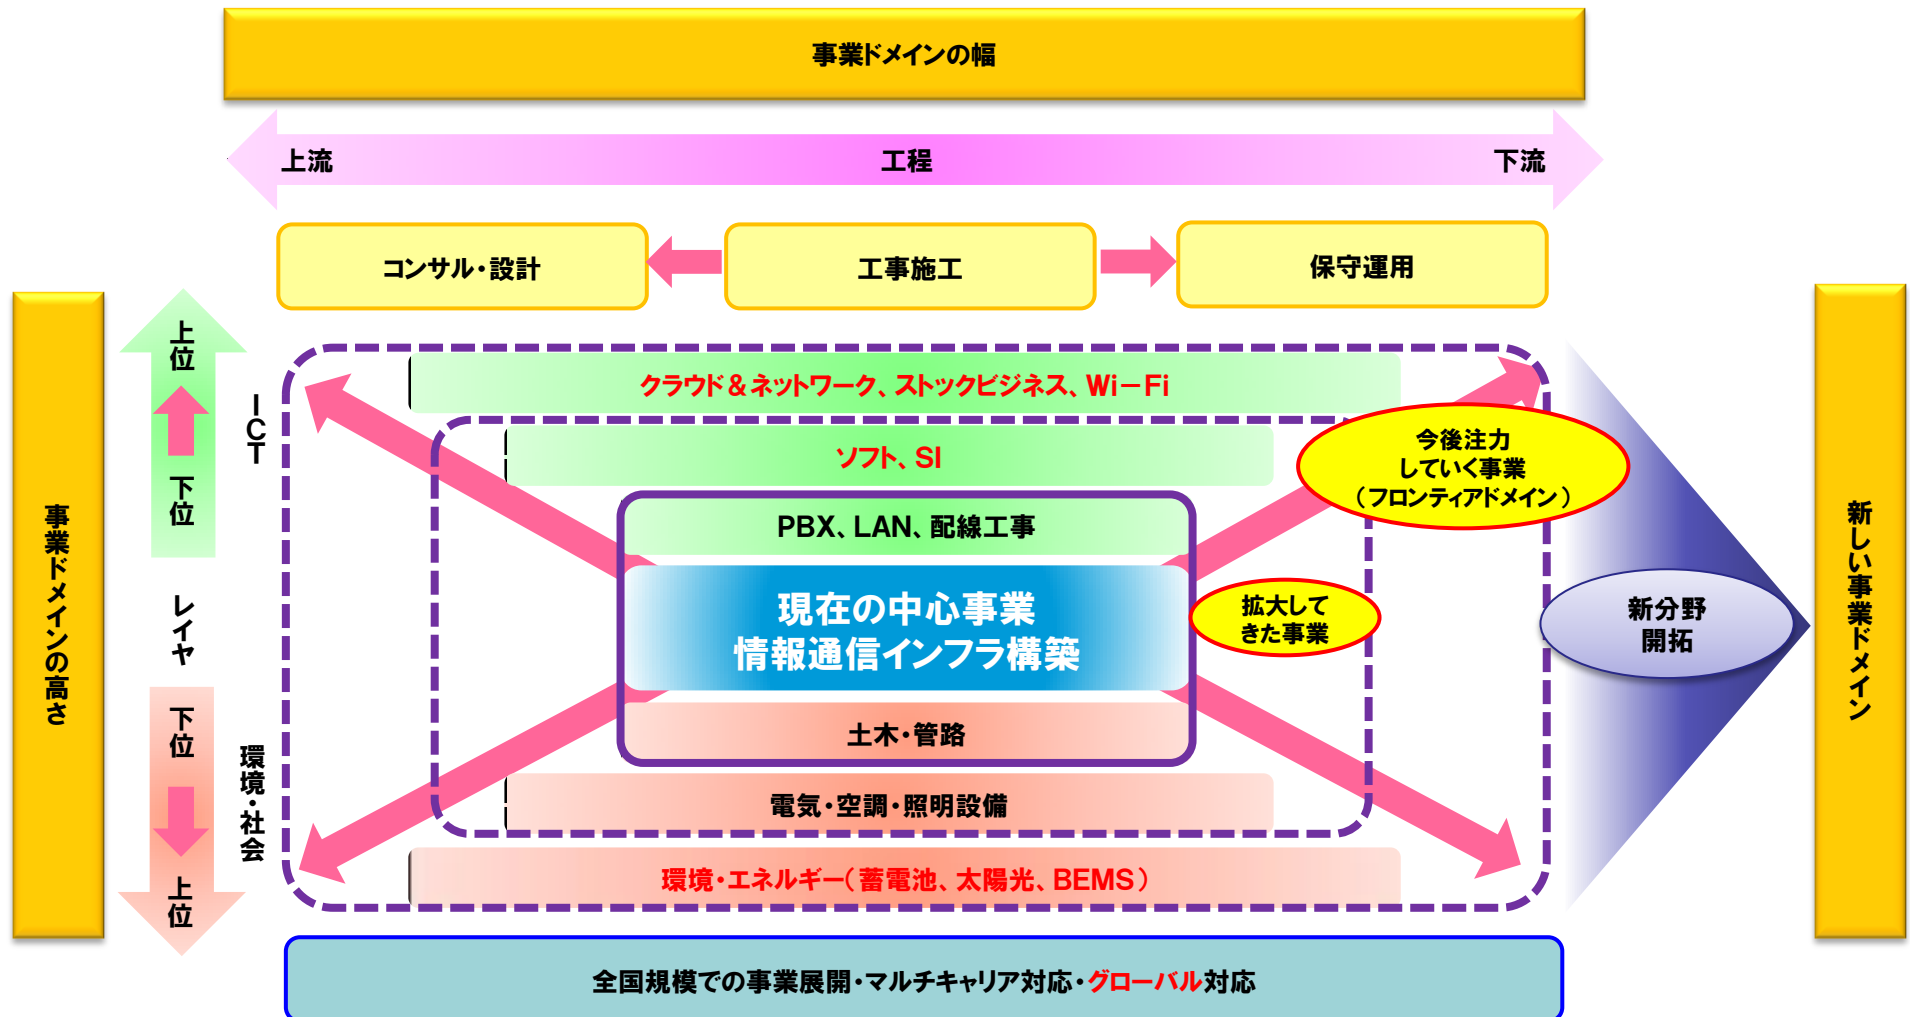 事業ドメインの幅
上流
工程
下流
コンサル・設計
工事施工
保守運用
事業ドメインの高さ
上位
下位
レイヤ
下位
上位
ICT
環境・社会
クラウド&ネットワーク、ストックビジネス、Wi－Fi
ソフト、SI
PBX、LAN、配線工事
現在の中心事業
情報通信インフラ構築
土木・管路
電気・空調・照明設備
環境・エネルギー（蓄電池、太陽光、BEMS）
今後注力
していく事業
（フロンティアドメイン）
拡大して
きた事業
新分野
開拓
新しい事業ドメイン
全国規模での事業展開・マルチキャリア対応・グローバル対応